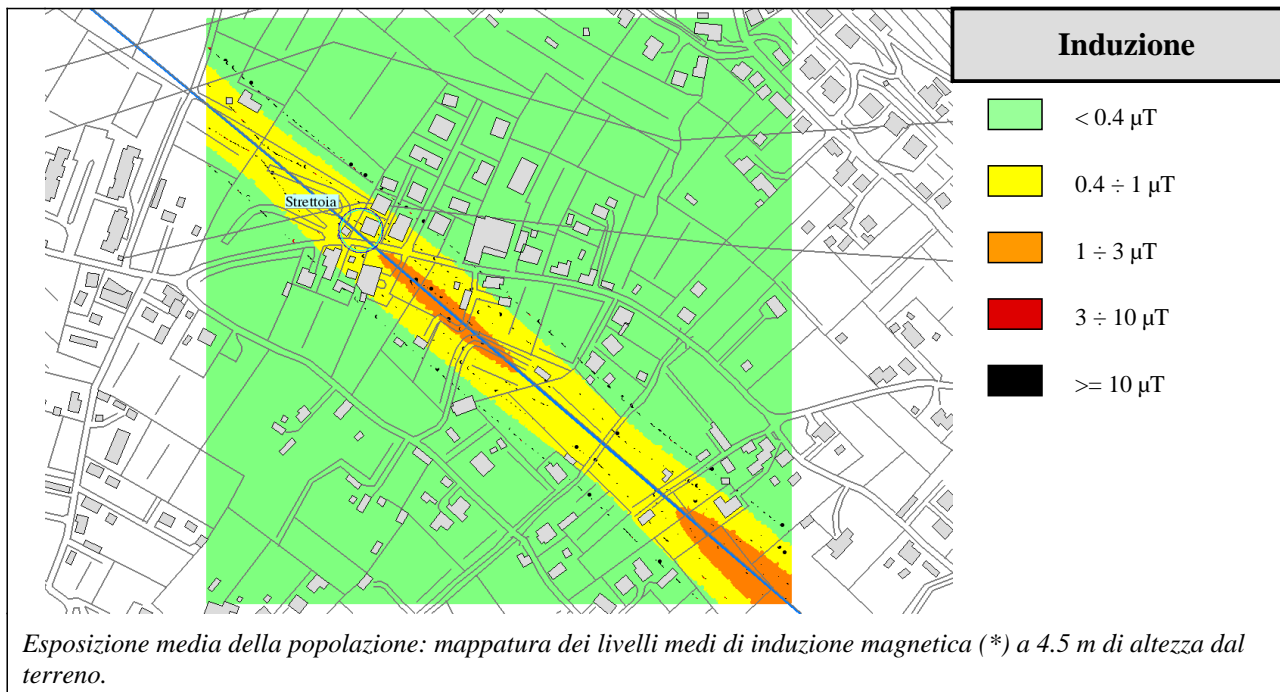 Induzione
< 0.4 µT
0.4 ÷ 1 µT
1 ÷ 3 µT
3 ÷ 10 µT
>= 10 µT
Strettoia
Esposizione media della popolazione: mappatura dei livelli medi di induzione magnetica (*) a 4.5 m di altezza dal
terreno.